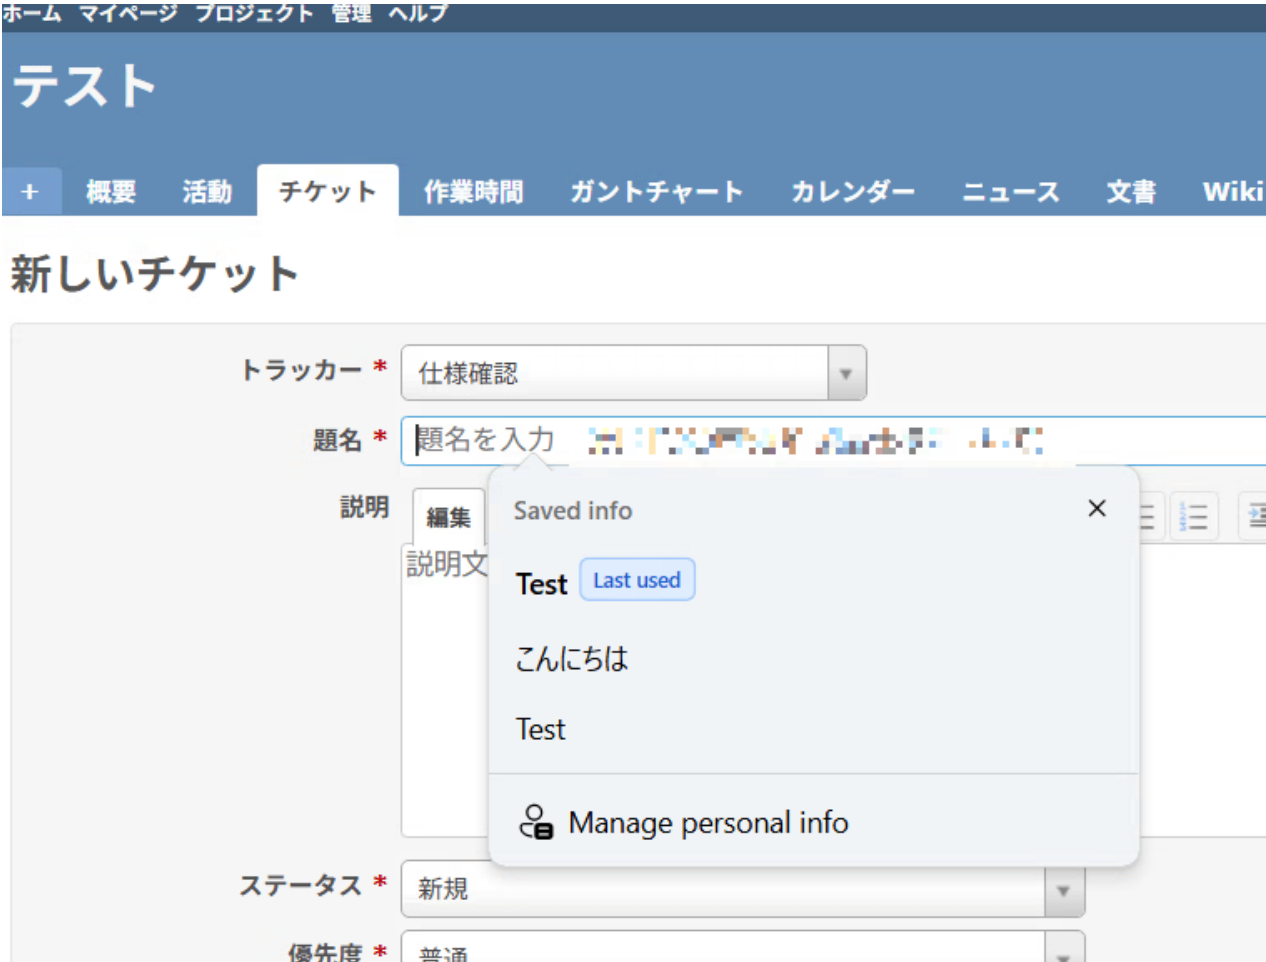 ホーム マイページ プロジェクト 管理 ヘルプ
テスト
+ 概要 活動 チケット 作業時間 ガントチャート カレンダー ニュース 文書 Wiki
新しいチケット
トラッカー * 仕様確認
題名 * 題名を入力
説明 編集
説明文
Saved info ×
Test Last used
こんにちは
Test
Manage personal info
ステータス * 新規
優先度 * 普通